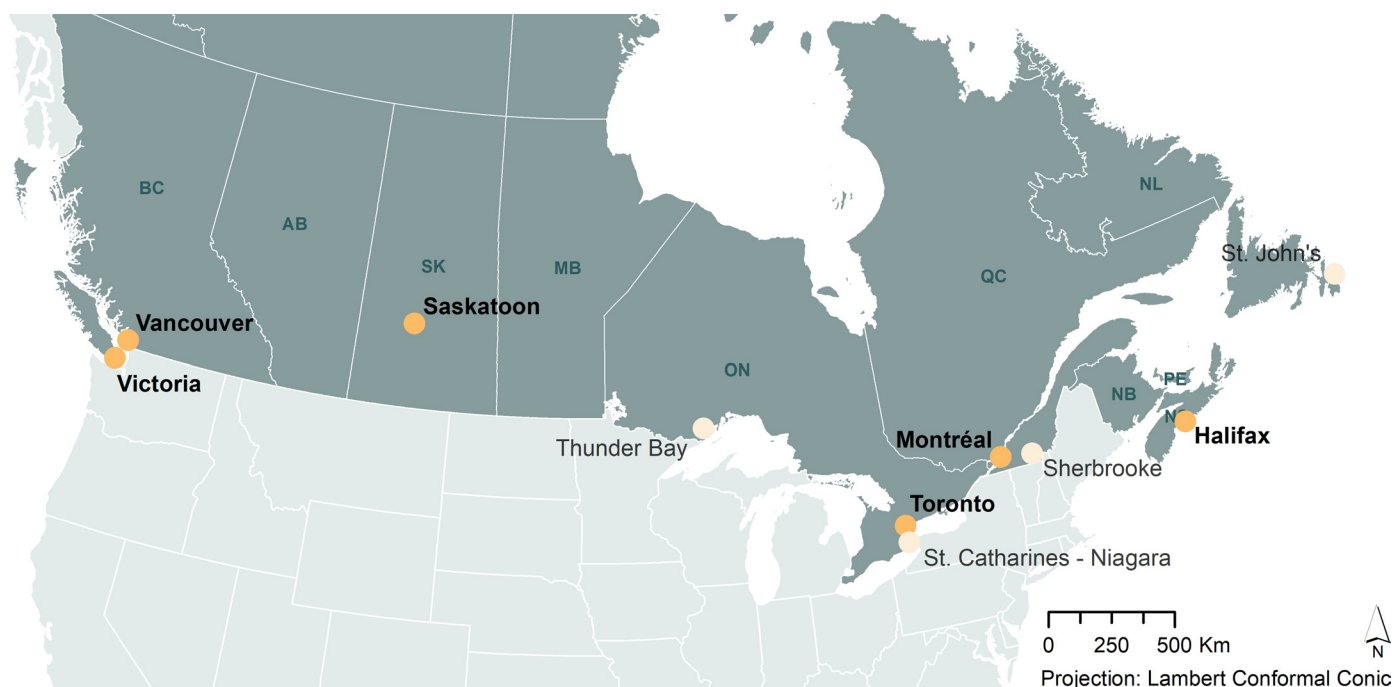 BC
AB
SK
MB
ON
QC
NL
NB
PE
NS
St. John's
Saskatoon
Vancouver
Victoria
Thunder Bay
Montréal
Halifax
Sherbrooke
Toronto
St. Catharines - Niagara
0 250 500 Km
N
Projection: Lambert Conformal Conic